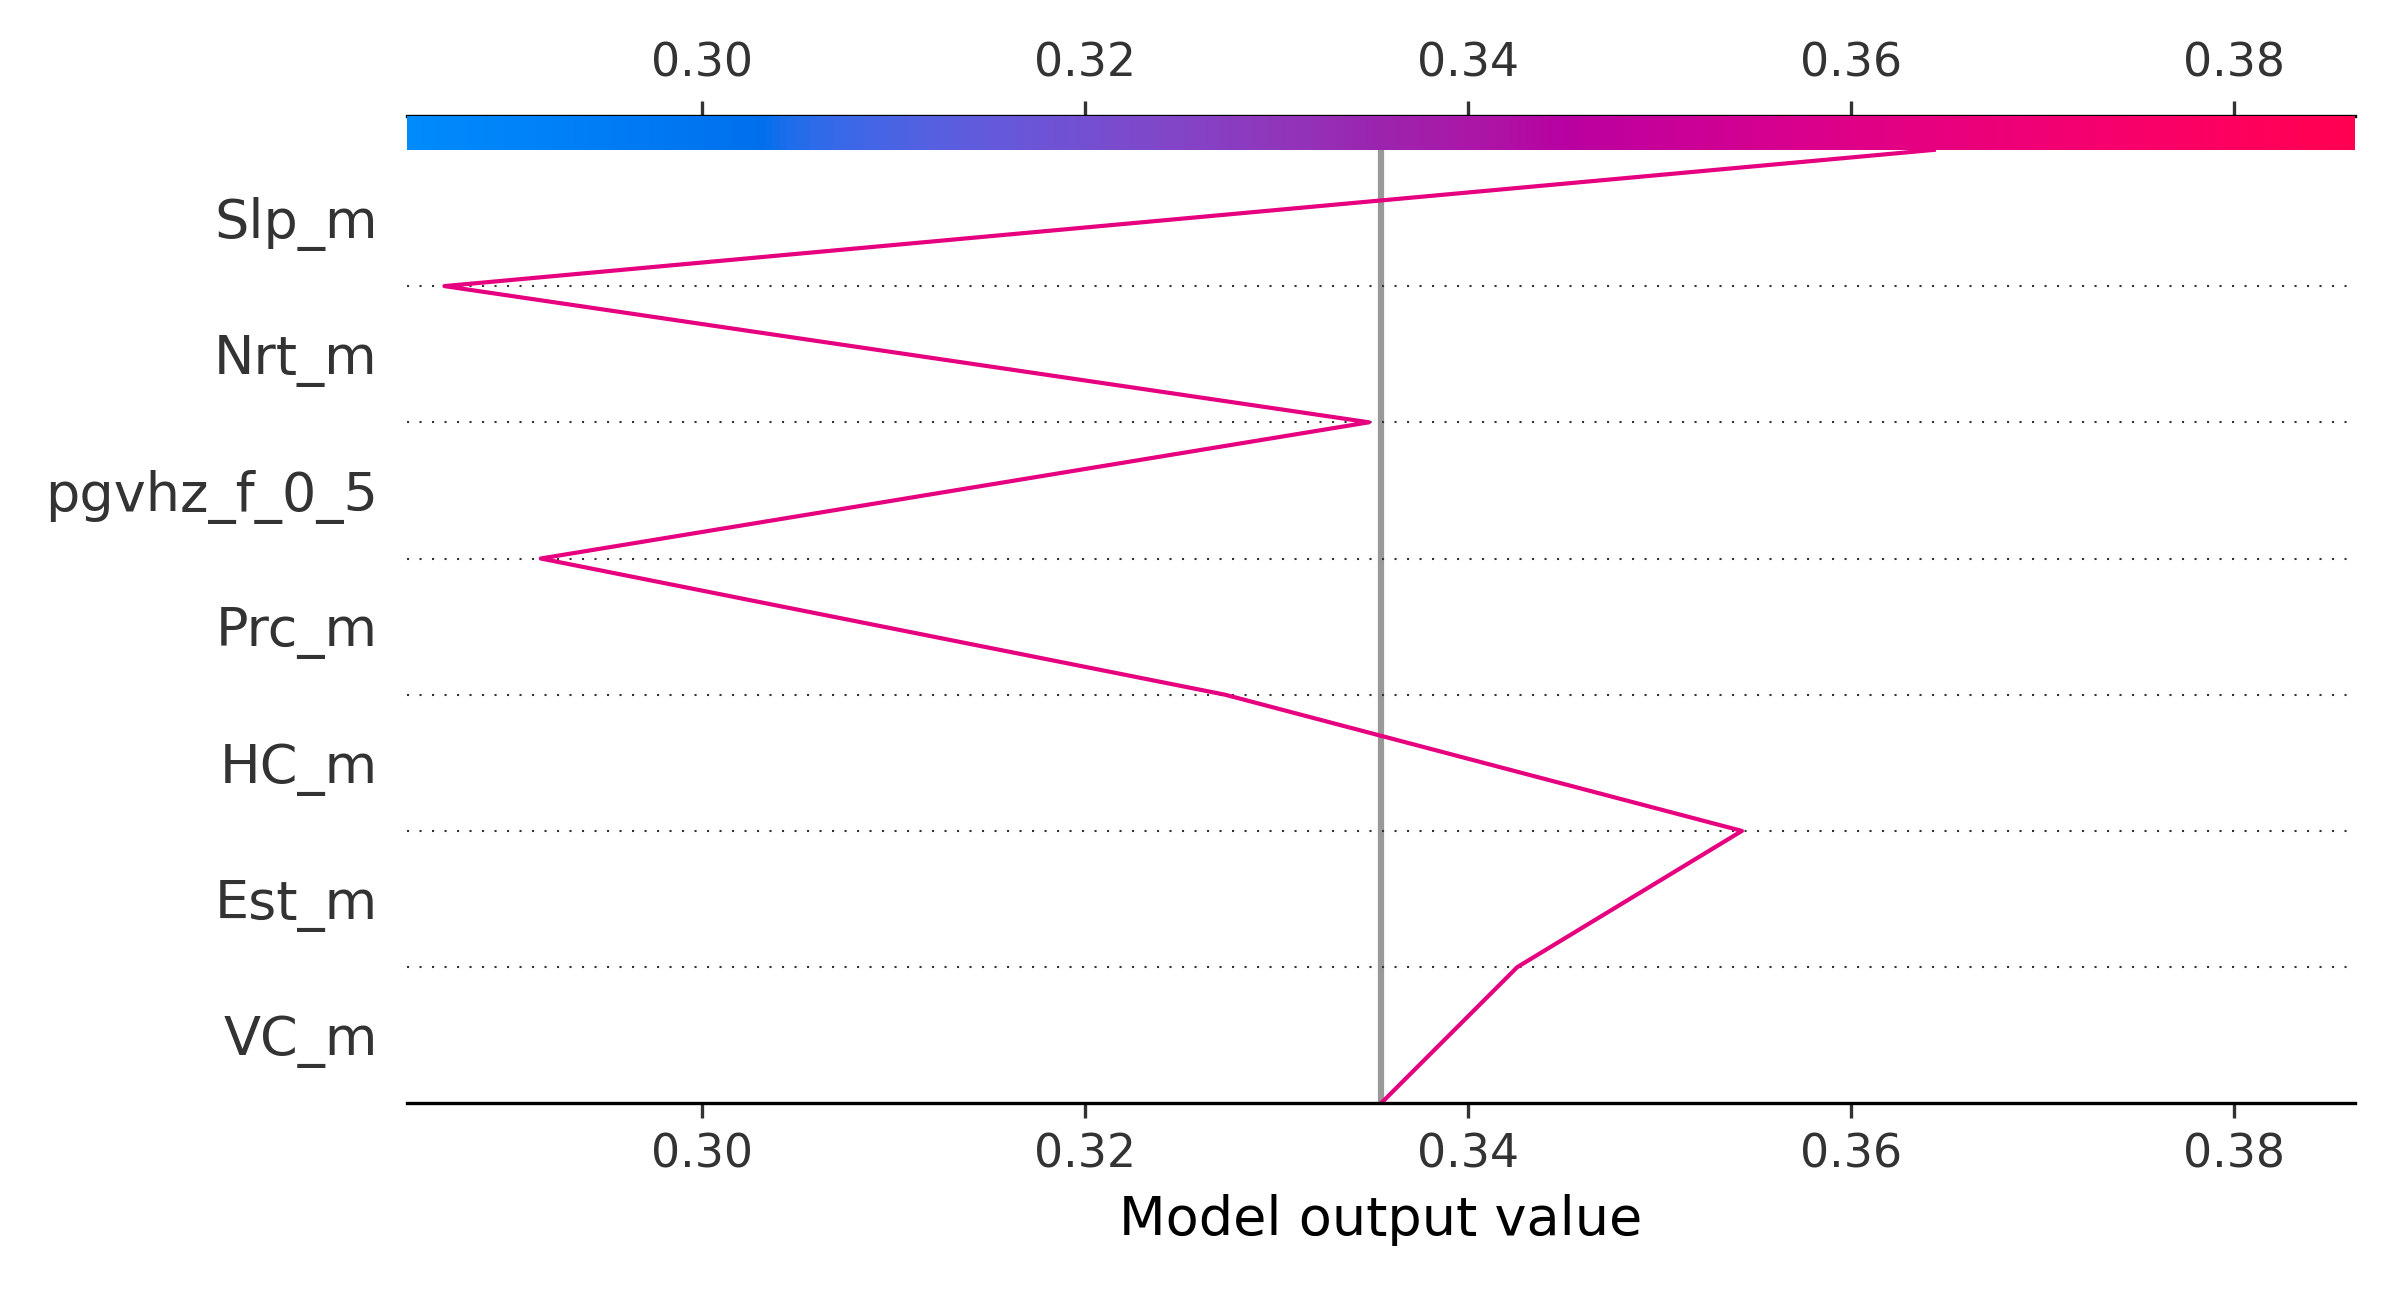 0.30 0.32 0.34 0.36 0.38
Slp_m
Nrt_m
pgvhz_f_0_5
Prc_m
HC_m
Est_m
VC_m
0.30 0.32 0.34 0.36 0.38
Model output value